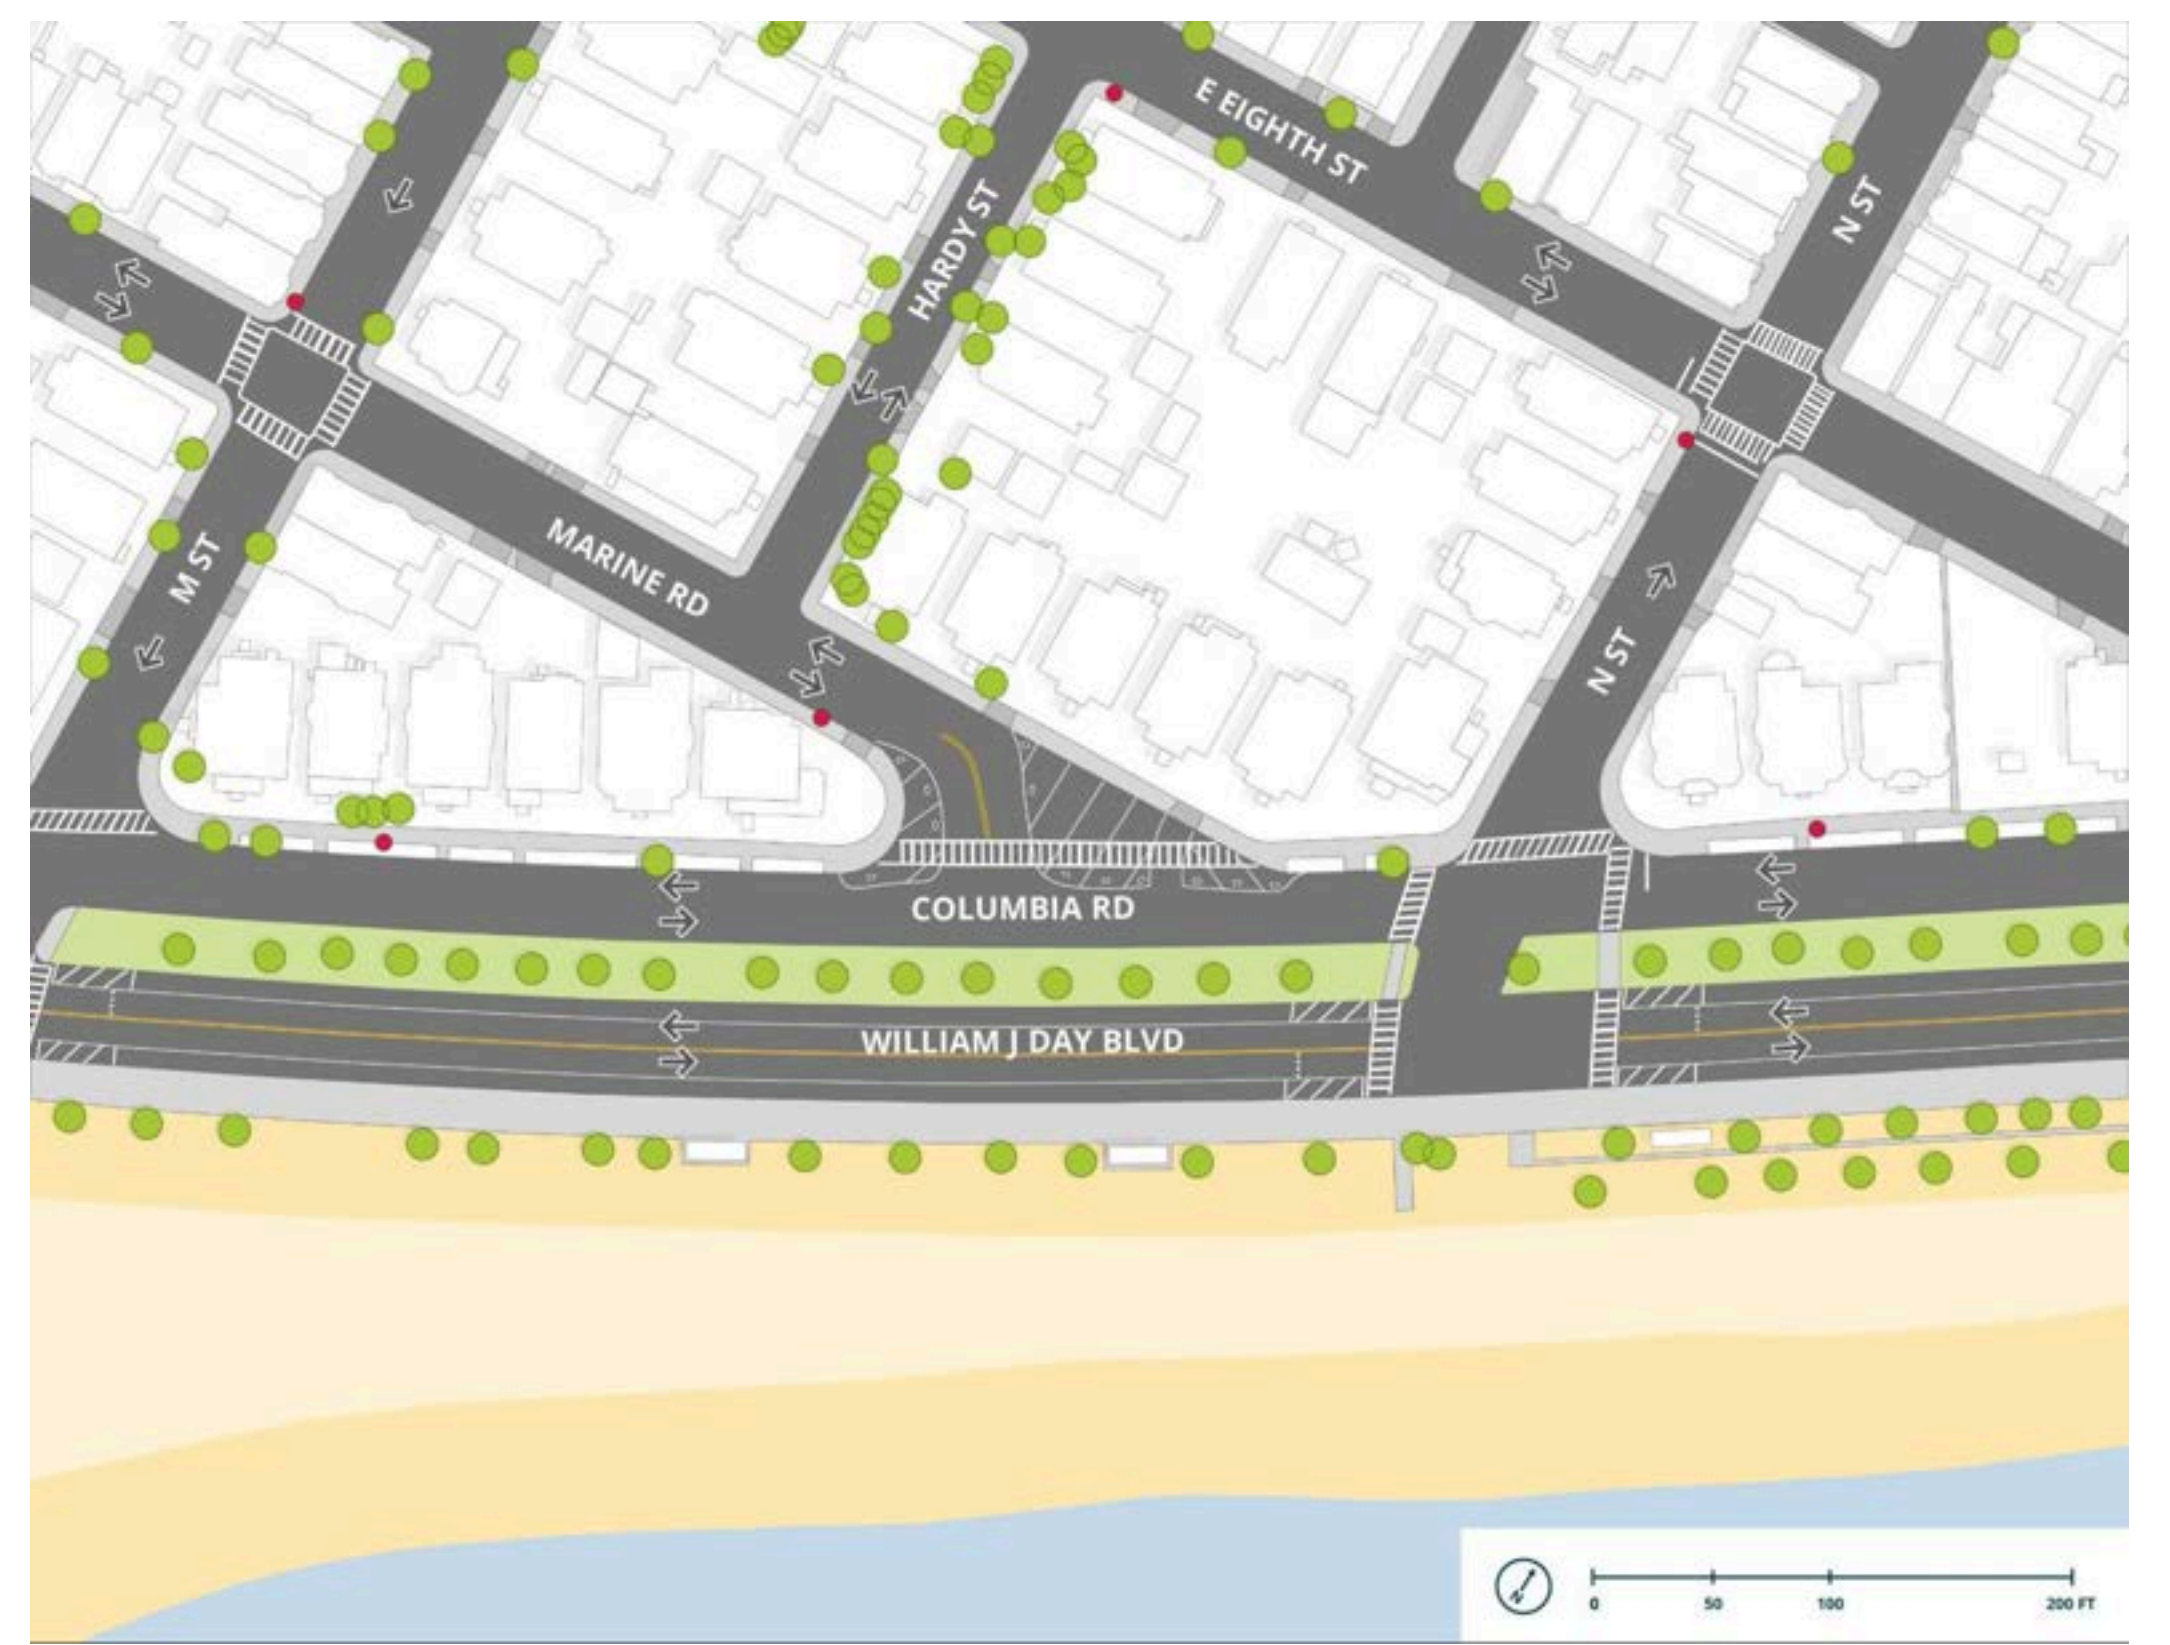 E EIGHTH ST
N ST
HARDY ST
MARINE RD
M ST
N ST
COLUMBIA RD
WILLIAM J DAY BLVD
N
0 50 100 200 FT